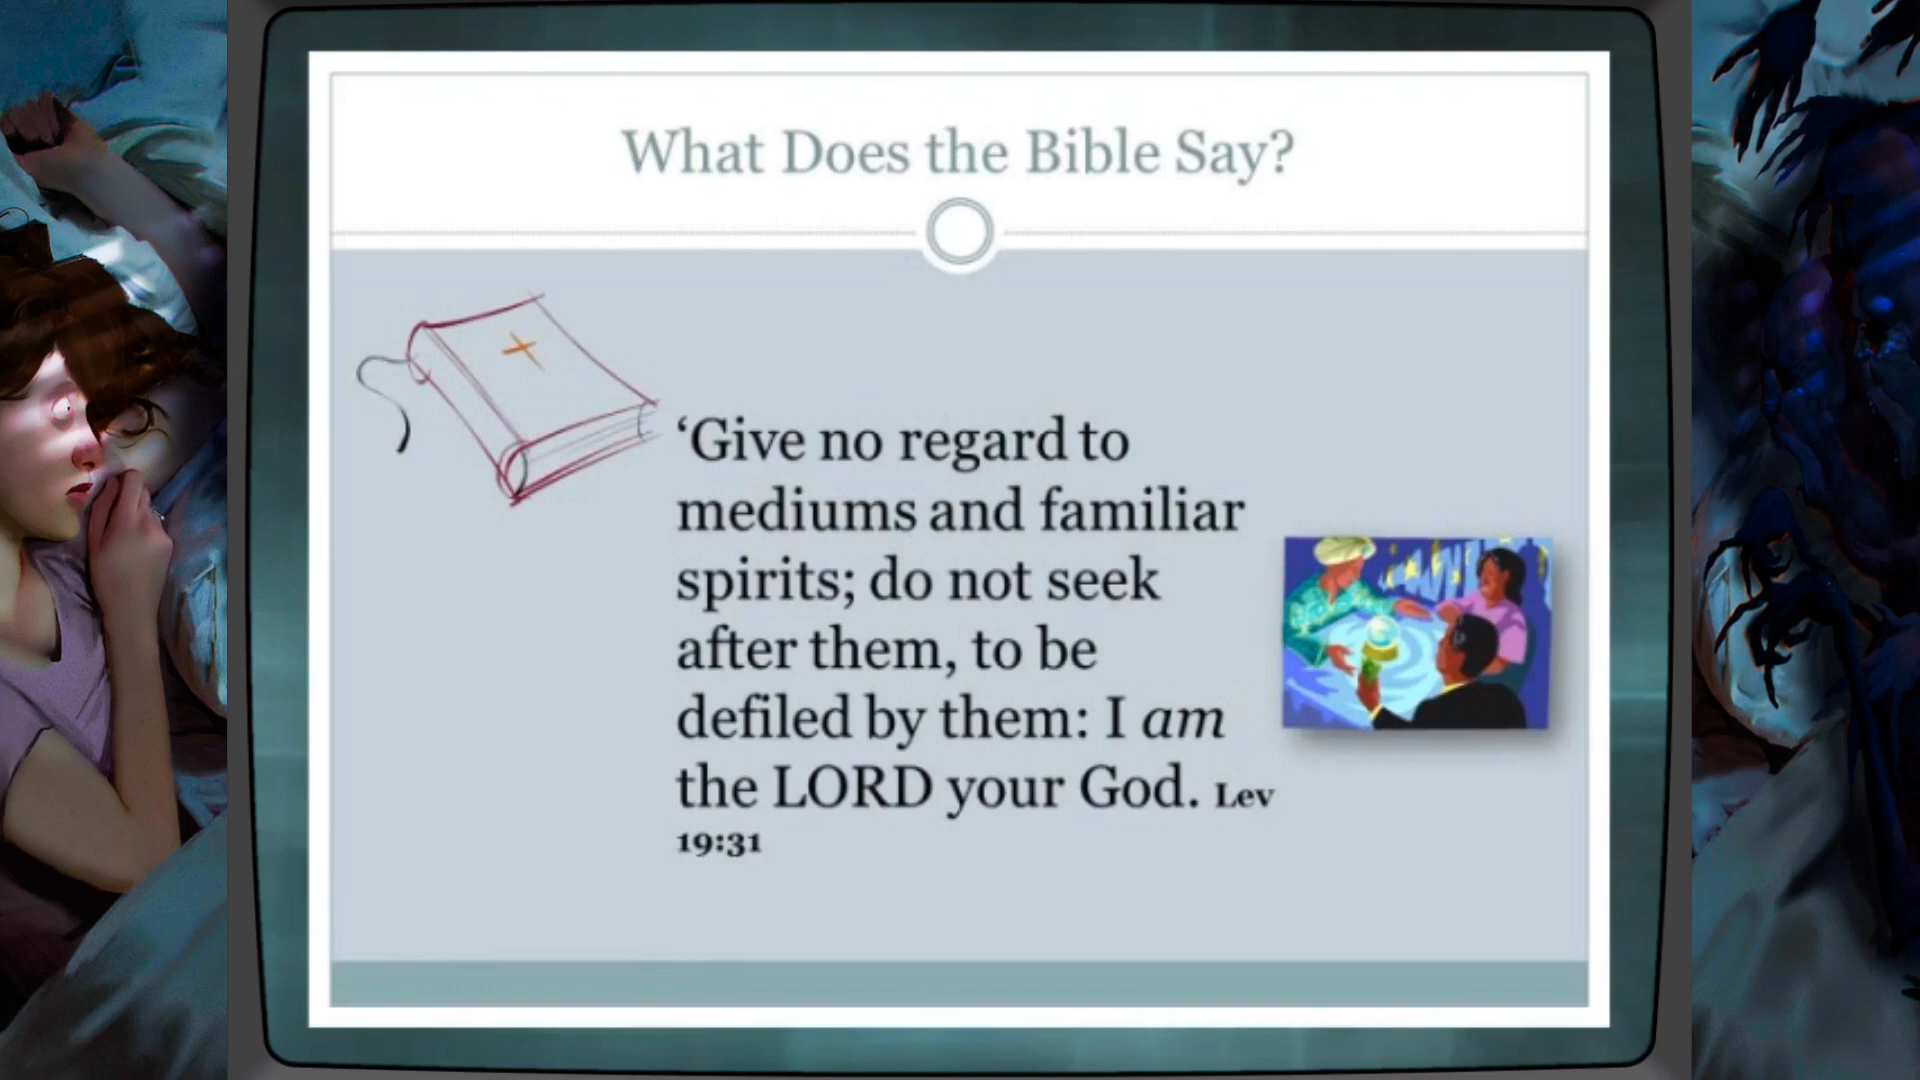 What Does the Bible Say?
‘Give no regard to
mediums and familiar
spirits; do not seek
after them, to be
defiled by them: I am
the LORD your God. Lev
19:31